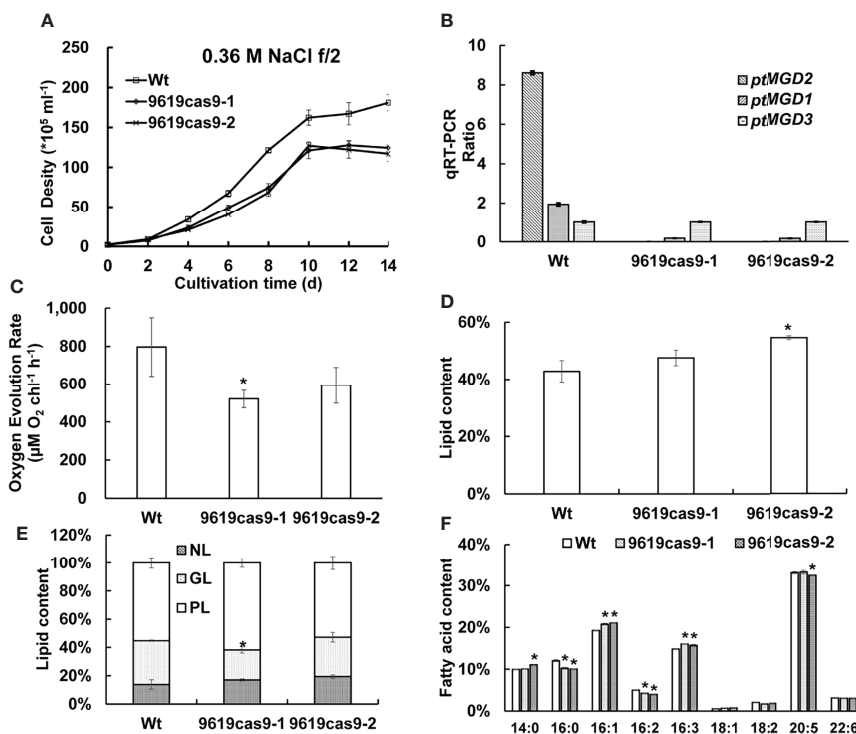 A
0.36 M NaCl f/2
Wt
9619cas9-1
9619cas9-2
Cell Desity (*10⁵ ml⁻¹)
250
200
150
100
50
0
0 2 4 6 8 10 12 14
Cultivation time (d)
B
ptMGD2
ptMGD1
ptMGD3
qRT-PCR
Ratio
10
8
6
4
2
0
Wt 9619cas9-1 9619cas9-2
C
Oxygen Evolution Rate
(µM O₂ chl⁻¹ h⁻¹)
1,000
800
600
400
200
0
*
Wt 9619cas9-1 9619cas9-2
D
Lipid content
60%
40%
20%
0%
*
Wt 9619cas9-1 9619cas9-2
E
NL
GL
PL
Lipid content
120%
100%
80%
60%
40%
20%
0%
*
Wt 9619cas9-1 9619cas9-2
F
Wt 9619cas9-1 9619cas9-2
Fatty acid content
40%
30%
20%
10%
0%
* ** ** ** ** *
14:0 16:0 16:1 16:2 16:3 18:1 18:2 20:5 22:6